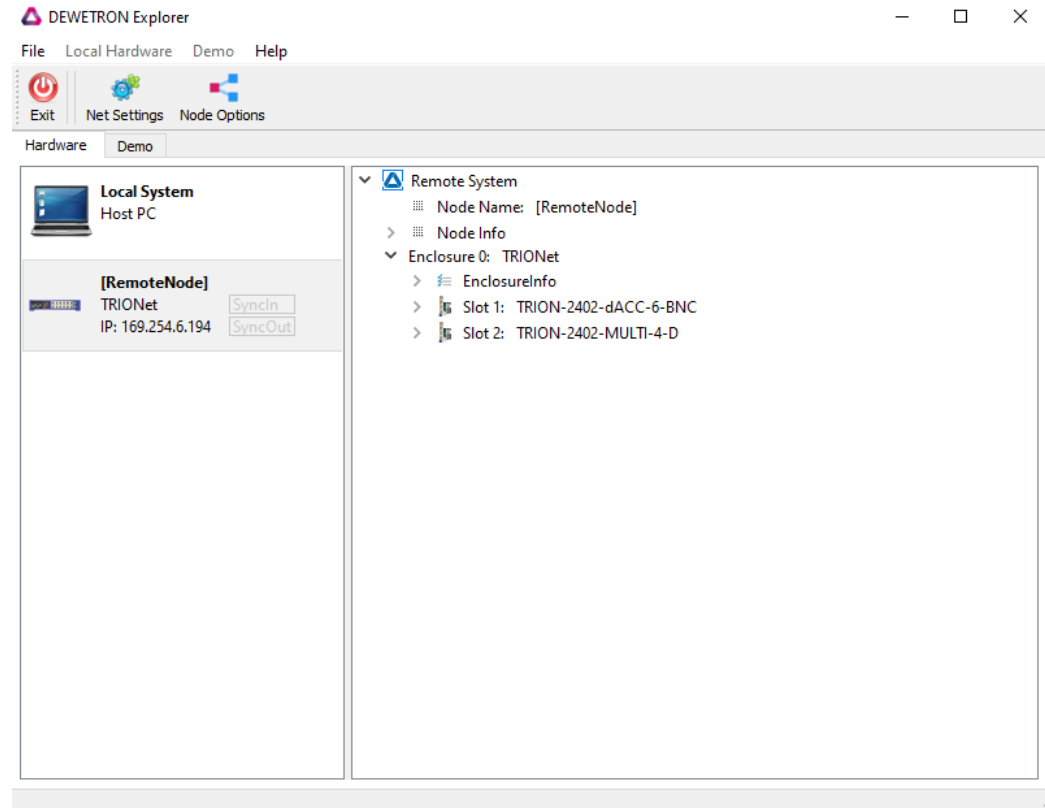 DEWETRON Explorer
File Local Hardware Demo Help
Exit Net Settings Node Options
Hardware Demo
Local System
Host PC
[RemoteNode]
TRIONet SyncIn
IP: 169.254.6.194 SyncOut
Remote System
Node Name: [RemoteNode]
Node Info
Enclosure 0: TRIONet
EnclosureInfo
Slot 1: TRION-2402-dACC-6-BNC
Slot 2: TRION-2402-MULTI-4-D